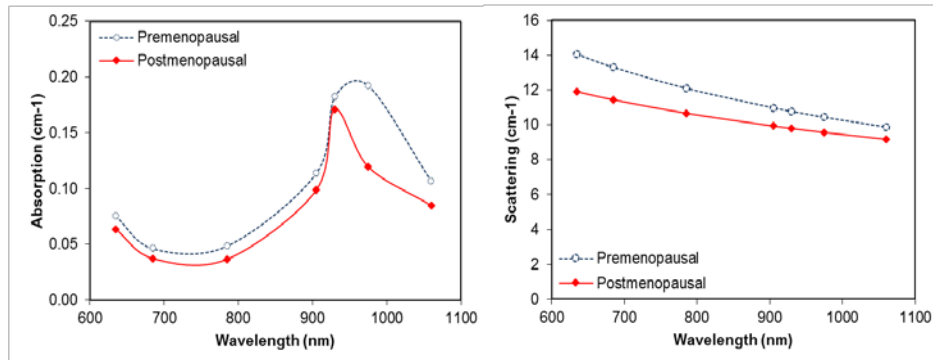 0.25
0.20
0.15
0.10
0.05
0.00
Absorption (cm-1)
Premenopausal
Postmenopausal
600 700 800 900 1000 1100
Wavelength (nm)
16
14
12
10
8
6
4
2
0
Scattering (cm-1)
Premenopausal
Postmenopausal
600 700 800 900 1000 1100
Wavelength (nm)